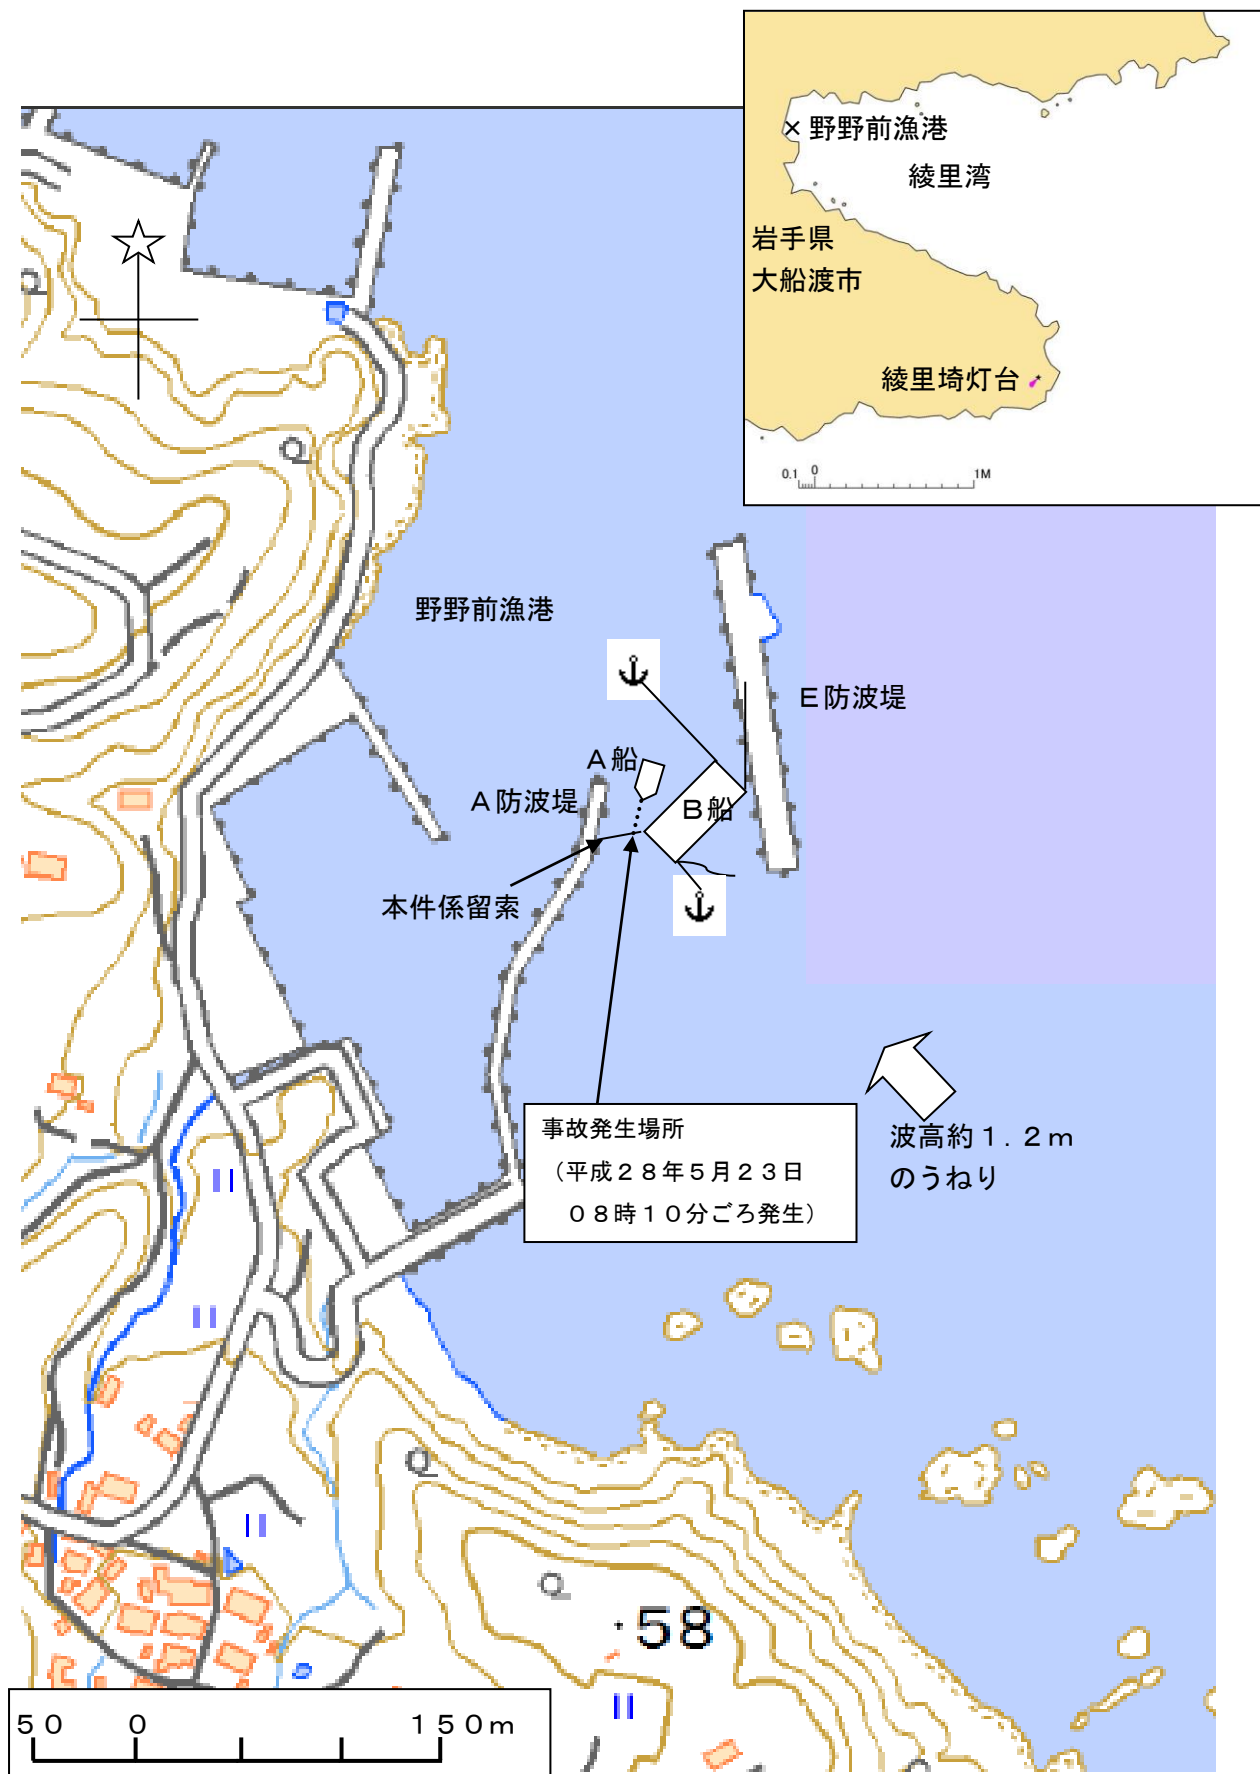 野野前漁港
綾里湾
岩手県
大船渡市
綾里埼灯台
0.1 0 1M
野野前漁港
E防波堤
A船
A防波堤
B船
本件係留索
事故発生場所
(平成28年5月23日
08時10分ごろ発生)
波高約1.2m
のうねり
58
50 0 150m